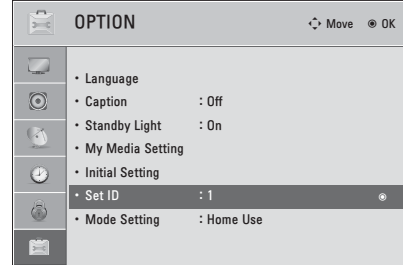 OPTION Move OK
• Language
• Caption : Off
• Standby Light : On
• My Media Setting
• Initial Setting
• Set ID : 1
• Mode Setting : Home Use